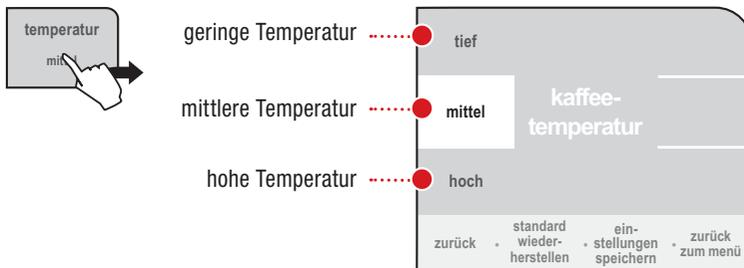 temperatur
mittel
geringe Temperatur
mittlere Temperatur
hohe Temperatur
tief
mittel
hoch
kaffee-
temperatur
zurück
standard
wieder-
herstellen
ein-
stellungen
speichern
zurück
zum menü